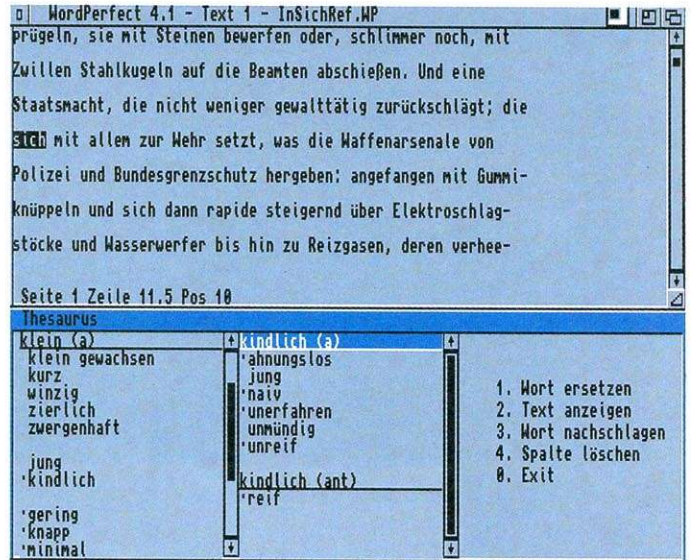 WordPerfect 4.1 - Text 1 - InSichRef.WP
prügeln, sie mit Steinen bewerfen oder, schlimmer noch, mit
Zwillen Stahlkugeln auf die Beamten abschießen. Und eine
Staatsmacht, die nicht weniger gewalttätig zurückschlägt; die
sich mit allem zur Wehr setzt, was die Waffenarsenale von
Polizei und Bundesgrenzschutz hergeben: angefangen mit Gummi-
knüppeln und sich dann rapide steigernd über Elektroschlag-
stöcke und Wasserwerfer bis hin zu Reizgasen, deren verhee-
Seite 1 Zeile 11.5 Pos 10
Thesaurus
klein (a)
klein gewachsen
kurz
winzig
zierlich
zwergenhaft
jung
·kindlich
·gering
·knapp
·minimal
kindlich (a)
·ahnungslos
jung
·naiv
·unerfahren
unmündig
·unreif
kindlich (ant)
·reif
1. Wort ersetzen
2. Text anzeigen
3. Wort nachschlagen
4. Spalte löschen
0. Exit